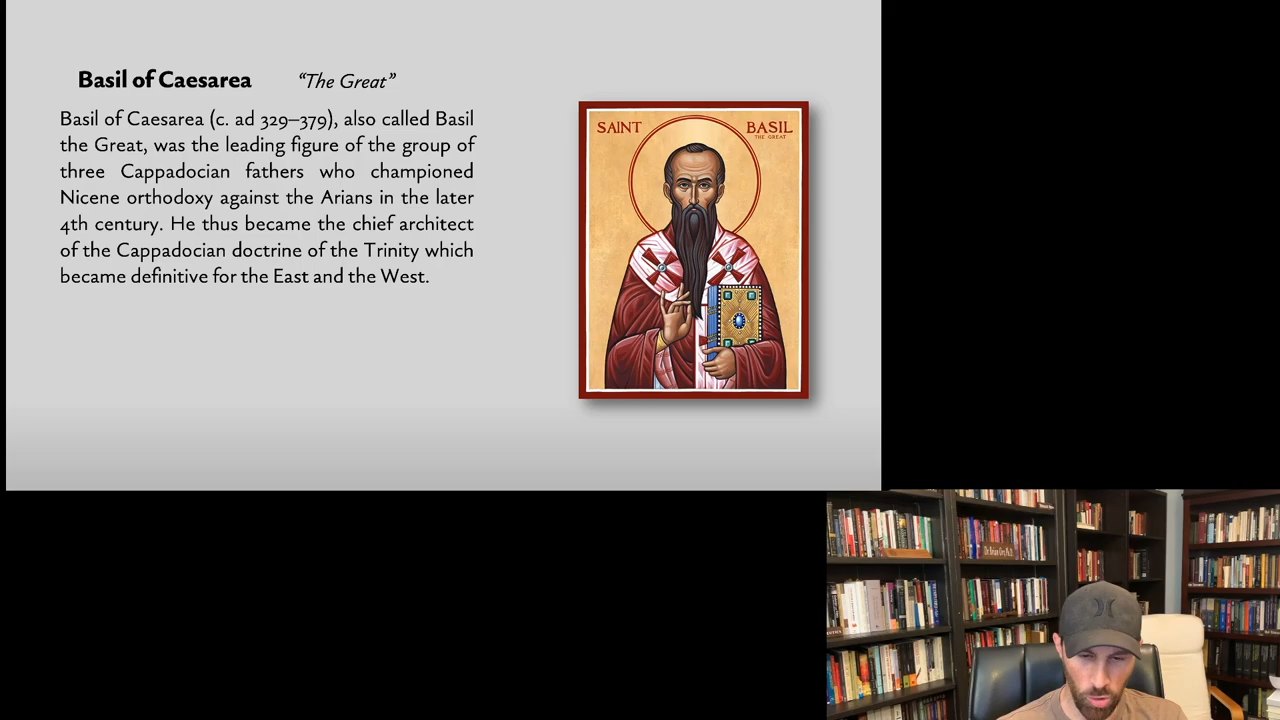 Basil of Caesarea “The Great”
Basil of Caesarea (c. ad 329–379), also called Basil
the Great, was the leading figure of the group of
three Cappadocian fathers who championed
Nicene orthodoxy against the Arians in the later
4th century. He thus became the chief architect
of the Cappadocian doctrine of the Trinity which
became definitive for the East and the West.
SAINT BASIL
THE GREAT